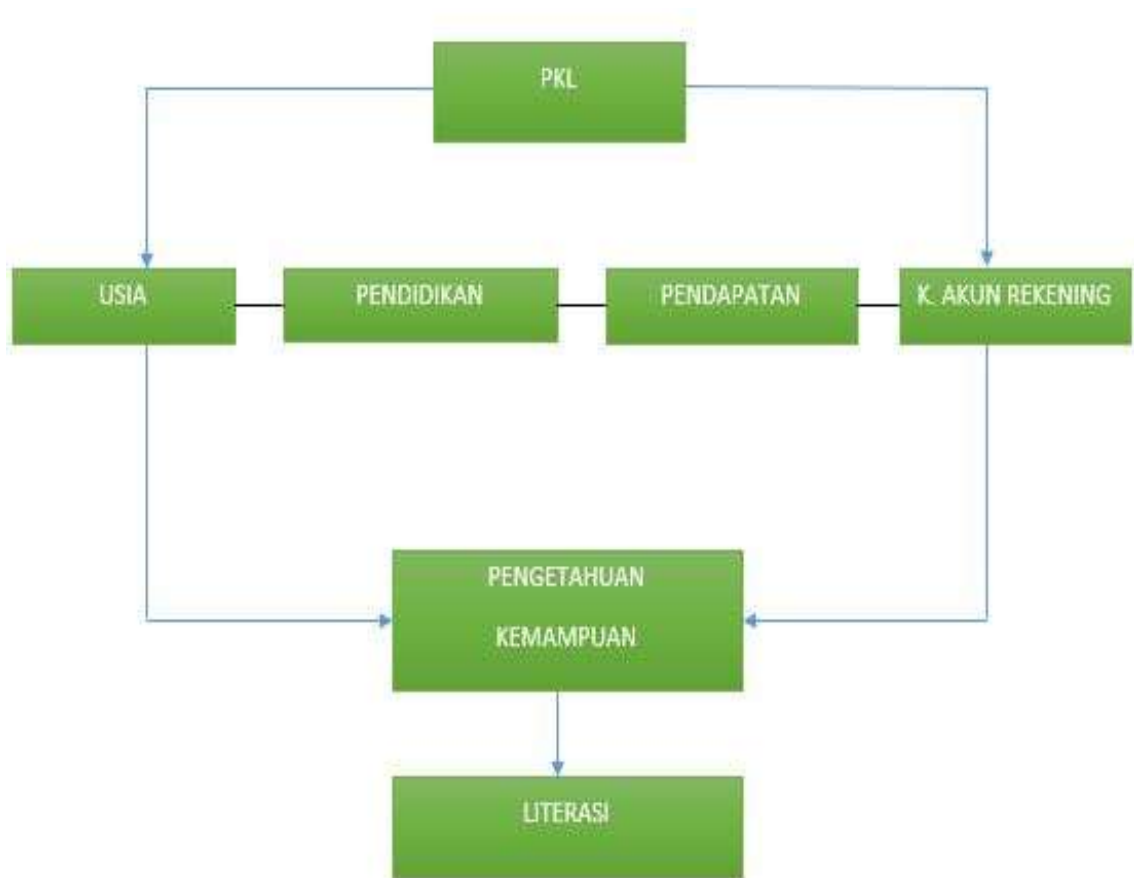 PKL
USIA
PENDIDIKAN
PENDAPATAN
K. AKUN REKENING
PENGETAHUAN
KEMAMPUAN
LITERASI